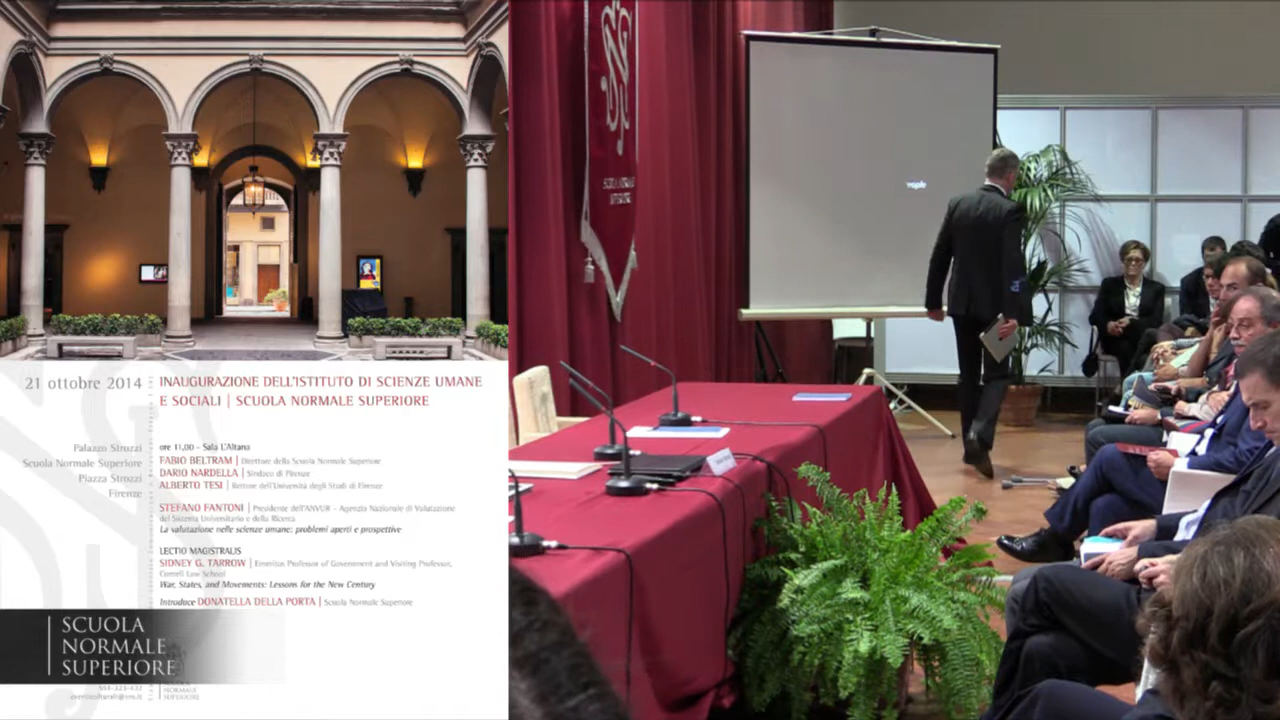 21 ottobre 2014
INAUGURAZIONE DELL'ISTITUTO DI SCIENZE UMANE
E SOCIALI | SCUOLA NORMALE SUPERIORE
Palazzo Strozzi
Scuola Normale Superiore
Piazza Strozzi
Firenze
ore 11,00 - Sala L'Altana
FABIO BELTRAM | Direttore della Scuola Normale Superiore
DARIO NARDELLA | Sindaco di Firenze
ALBERTO TESI | Rettore dell'Università degli Studi di Firenze
STEFANO FANTONI | Presidente dell'ANVUR - Agenzia Nazionale di Valutazione
del Sistema Universitario e della Ricerca
La valutazione nelle scienze umane: problemi aperti e prospettive
LECTIO MAGISTRALIS
SIDNEY G. TARROW | Emeritus Professor of Government and Visiting Professor,
Cornell Law School
War, States, and Movements: Lessons for the New Century
Introduce DONATELLA DELLA PORTA | Scuola Normale Superiore
SCUOLA
NORMALE
SUPERIORE
NORMALE
SUPERIORE
SCUOLA NORMALE
SUPERIORE